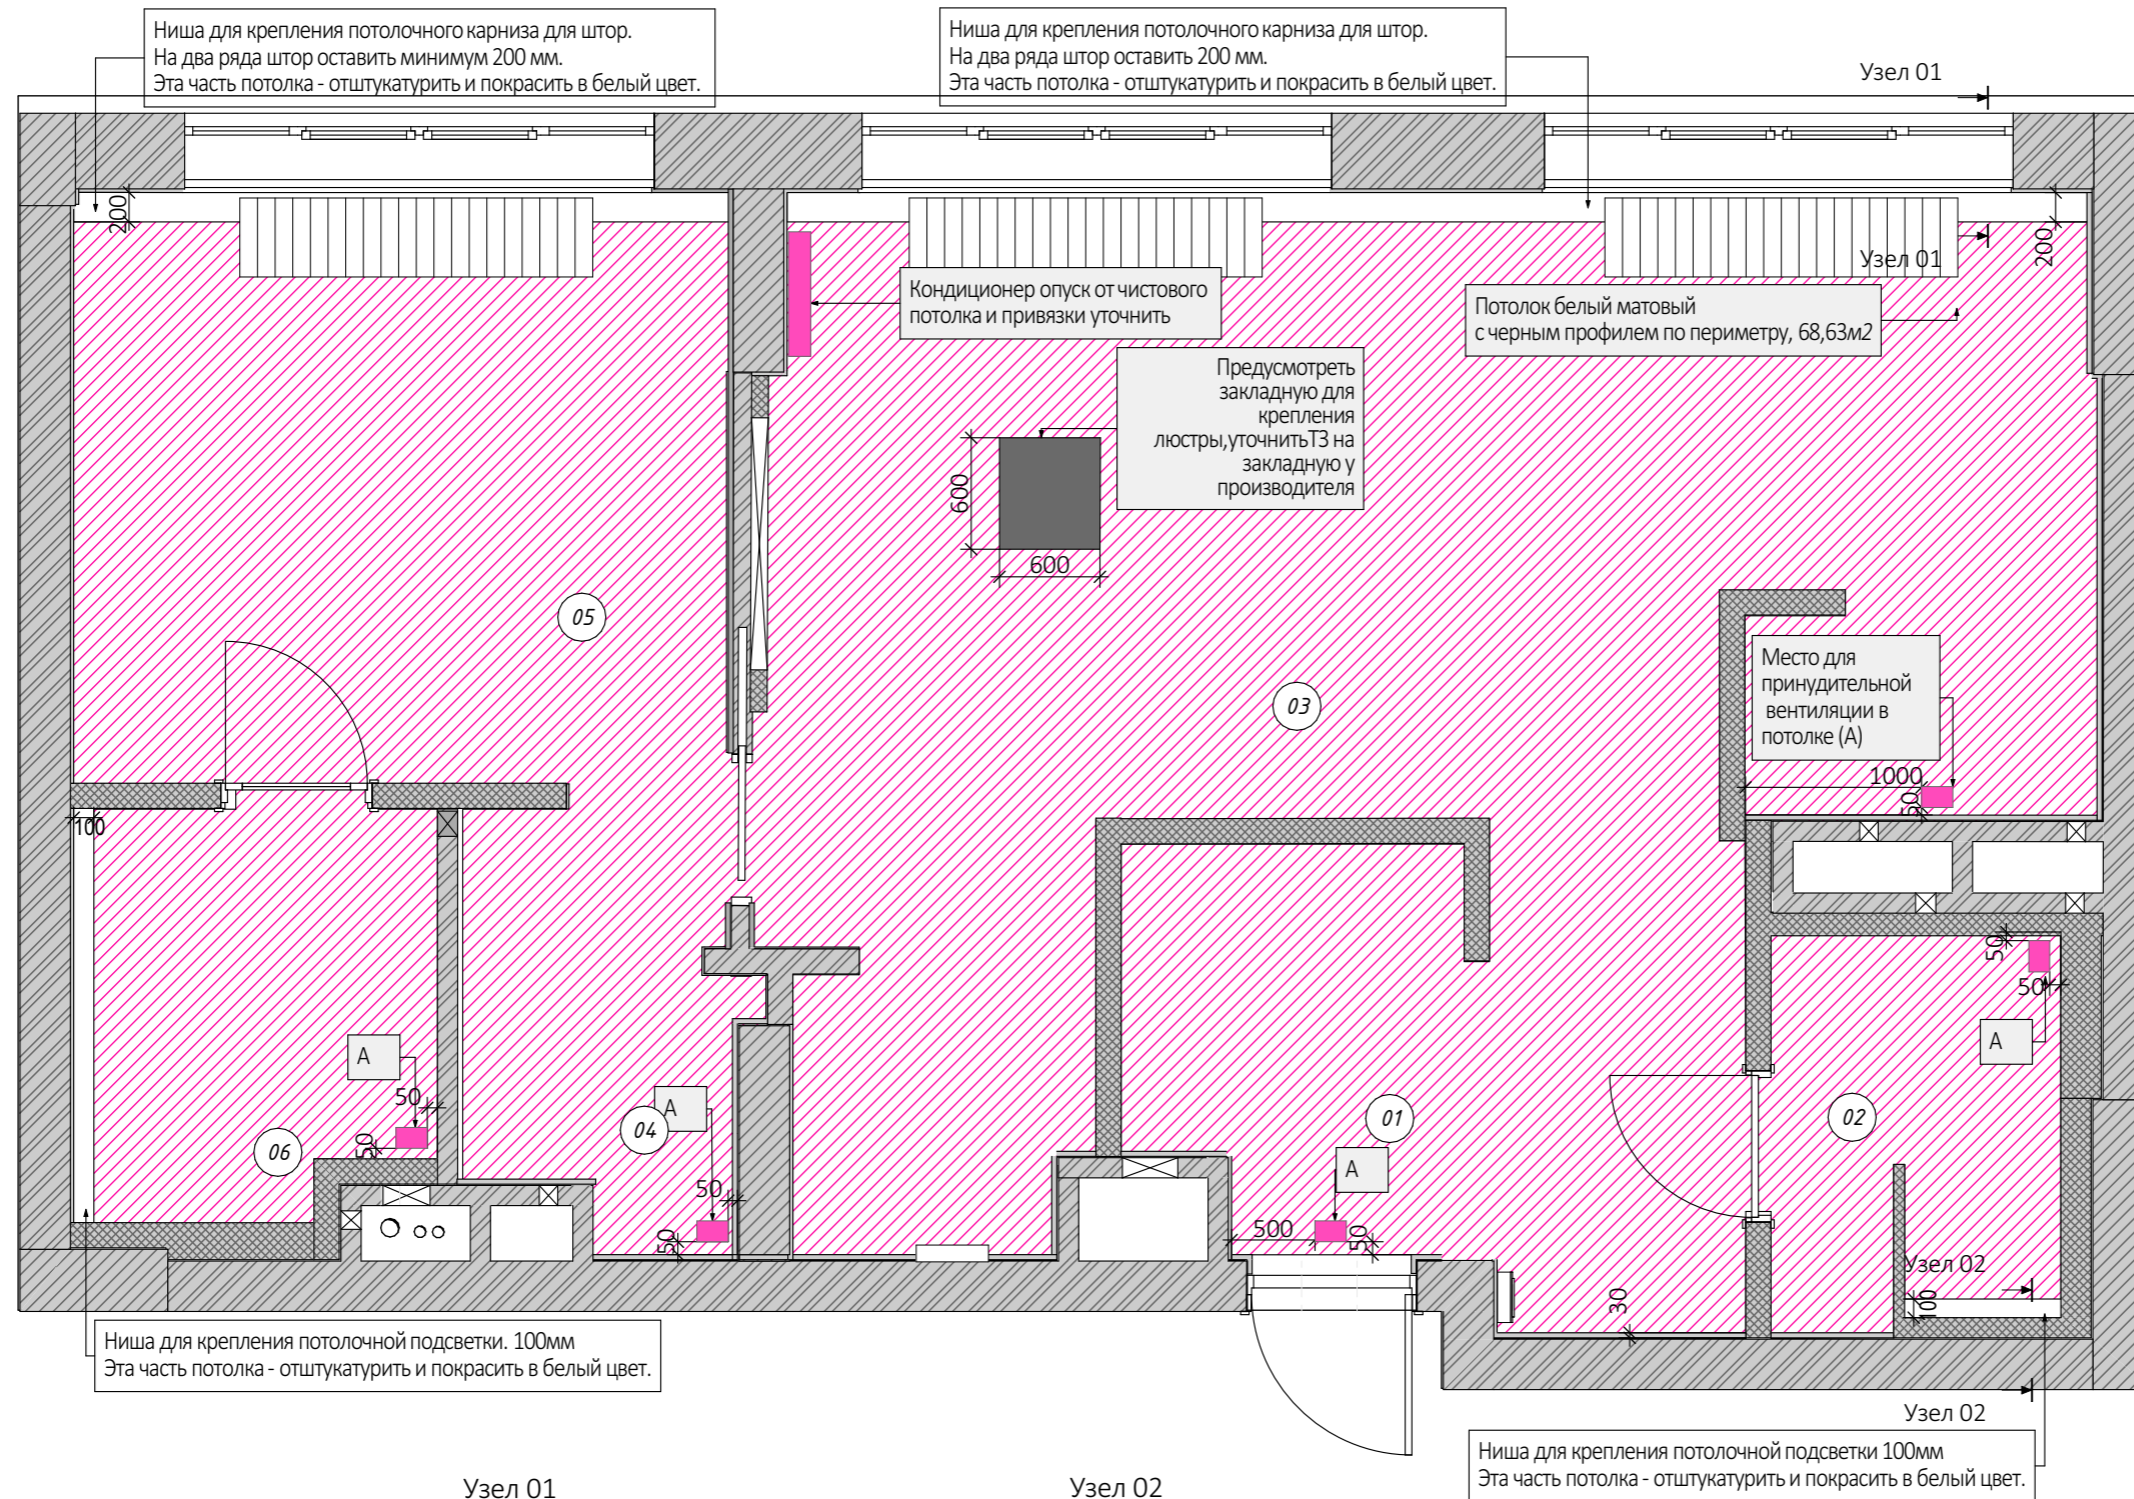 Ниша для крепления потолочного карниза для штор.
На два ряда штор оставить минимум 200 мм.
Эта часть потолка - отштукатурить и покрасить в белый цвет.
Ниша для крепления потолочного карниза для штор.
На два ряда штор оставить 200 мм.
Эта часть потолка - отштукатурить и покрасить в белый цвет.
Узел 01
200
200
Узел 01
Кондиционер опуск от чистового
потолка и привязки уточнить
Потолок белый матовый
с черным профилем по периметру, 68,63м2
Предусмотреть
закладную для
крепления
люстры,уточнитьТЗ на
закладную у
производителя
600
600
05
03
Место для
принудительной
вентиляции в
потолке (А)
1000
50
100
50
50
А
А
50
50
06
04
А
50
50
01
А
500
50
02
30
Узел 02
100
Ниша для крепления потолочной подсветки. 100мм
Эта часть потолка - отштукатурить и покрасить в белый цвет.
Узел 02
Ниша для крепления потолочной подсветки 100мм
Эта часть потолка - отштукатурить и покрасить в белый цвет.
Узел 01
Узел 02